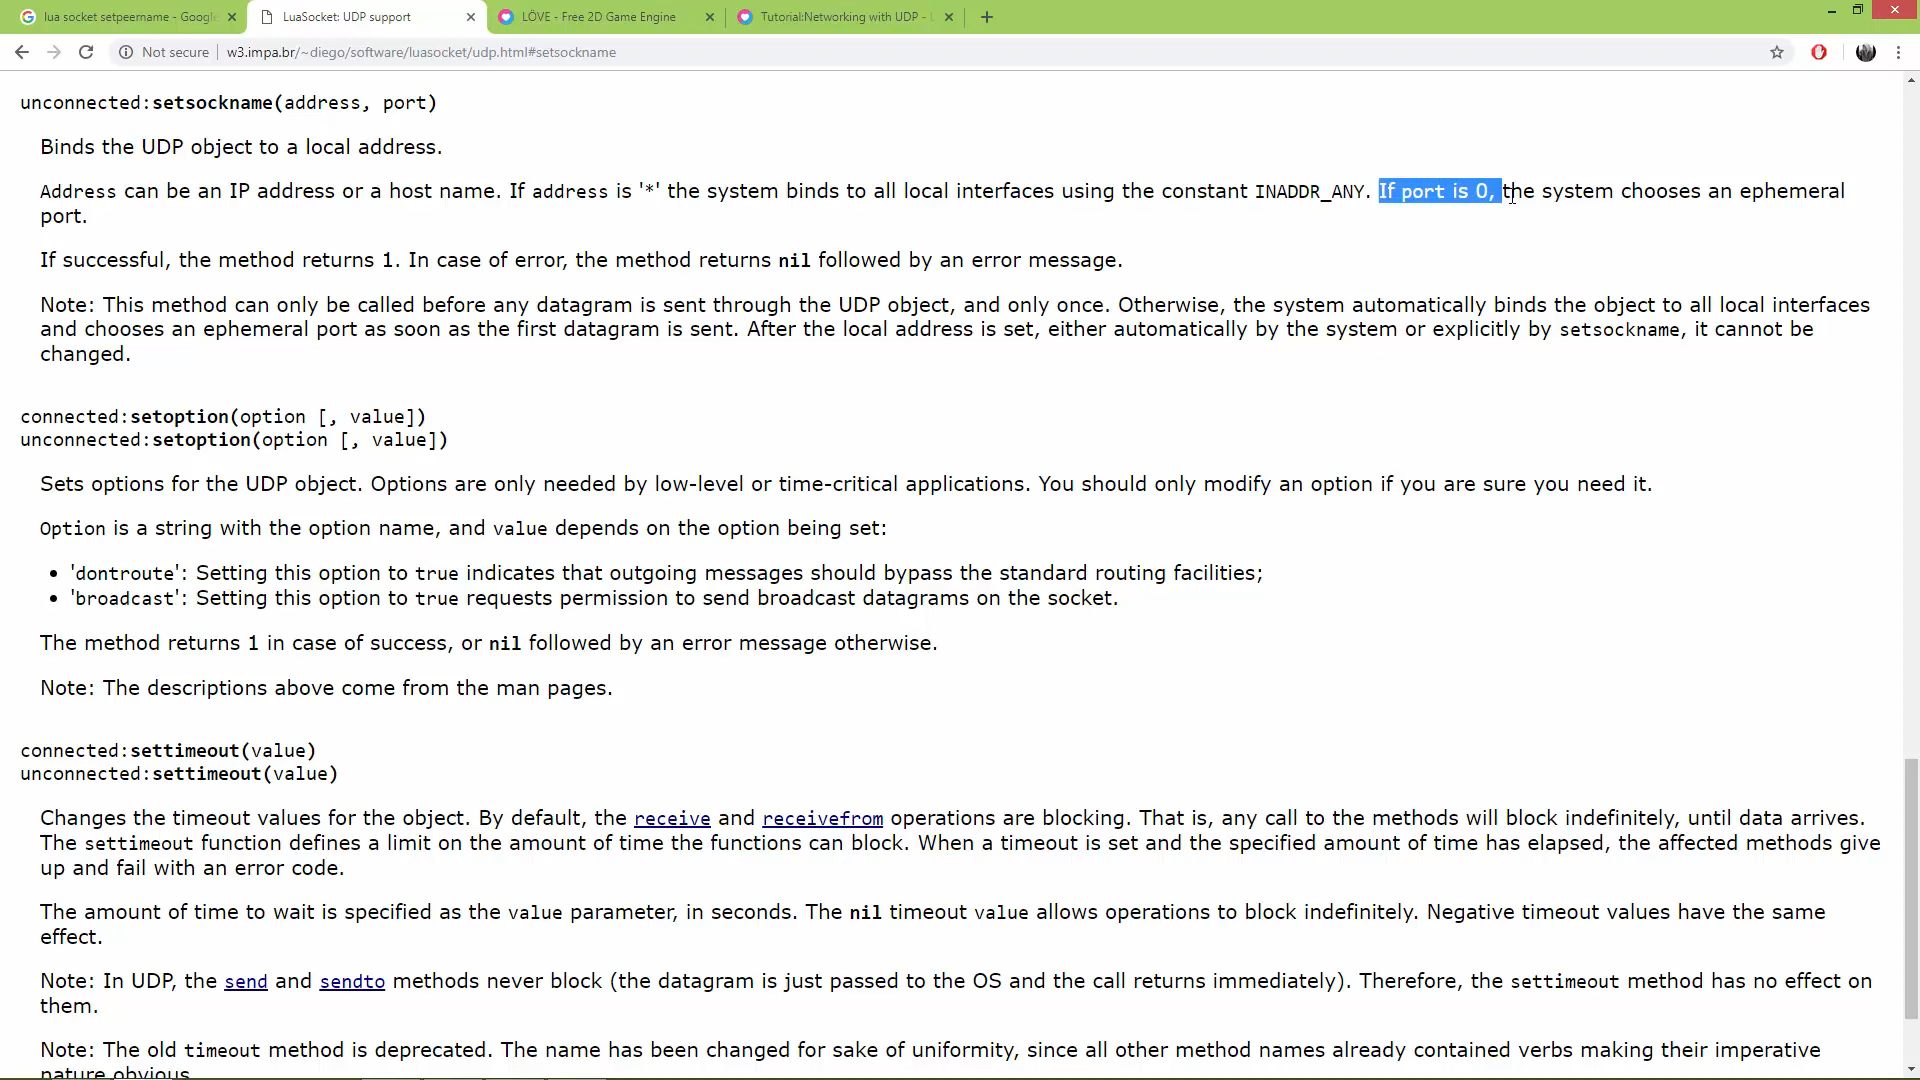 lua socket setpeername - Googl
LuaSocket: UDP support
LÖVE - Free 2D Game Engine
Tutorial:Networking with UDP -
Not secure
w3.impa.br/~diego/software/luasocket/udp.html#setsockname
unconnected:setsockname(address, port)
Binds the UDP object to a local address.
Address can be an IP address or a host name. If address is '*' the system binds to all local interfaces using the constant INADDR_ANY. If port is 0, the system chooses an ephemeral
port.
If successful, the method returns 1. In case of error, the method returns nil followed by an error message.
Note: This method can only be called before any datagram is sent through the UDP object, and only once. Otherwise, the system automatically binds the object to all local interfaces
and chooses an ephemeral port as soon as the first datagram is sent. After the local address is set, either automatically by the system or explicitly by setsockname, it cannot be
changed.
connected:setoption(option [, value])
unconnected:setoption(option [, value])
Sets options for the UDP object. Options are only needed by low-level or time-critical applications. You should only modify an option if you are sure you need it.
Option is a string with the option name, and value depends on the option being set:
• 'dontroute': Setting this option to true indicates that outgoing messages should bypass the standard routing facilities;
• 'broadcast': Setting this option to true requests permission to send broadcast datagrams on the socket.
The method returns 1 in case of success, or nil followed by an error message otherwise.
Note: The descriptions above come from the man pages.
connected:settimeout(value)
unconnected:settimeout(value)
Changes the timeout values for the object. By default, the receive and receivefrom operations are blocking. That is, any call to the methods will block indefinitely, until data arrives.
The settimeout function defines a limit on the amount of time the functions can block. When a timeout is set and the specified amount of time has elapsed, the affected methods give
up and fail with an error code.
The amount of time to wait is specified as the value parameter, in seconds. The nil timeout value allows operations to block indefinitely. Negative timeout values have the same
effect.
Note: In UDP, the send and sendto methods never block (the datagram is just passed to the OS and the call returns immediately). Therefore, the settimeout method has no effect on
them.
Note: The old timeout method is deprecated. The name has been changed for sake of uniformity, since all other method names already contained verbs making their imperative
nature obvious.